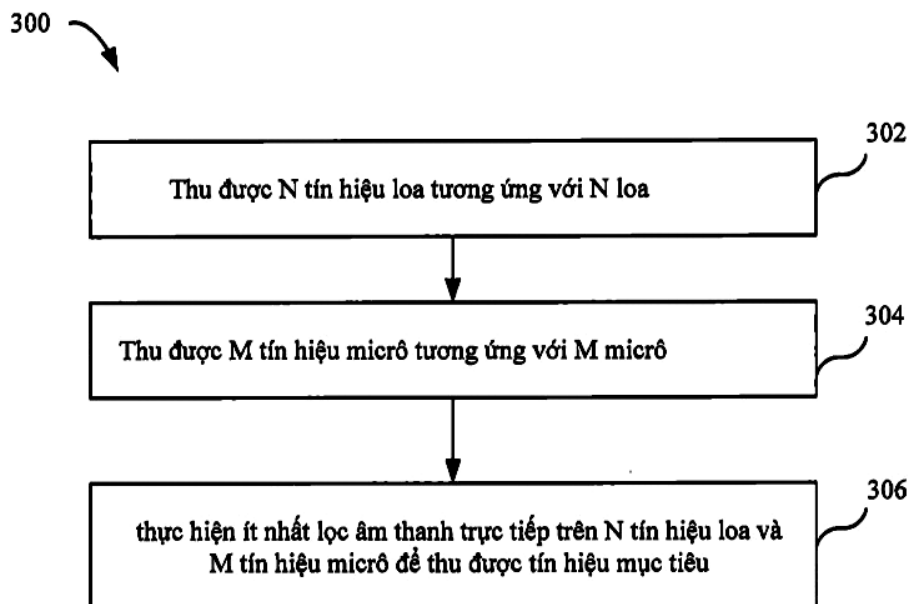 300
302
Thu được N tín hiệu loa tương ứng với N loa
304
Thu được M tín hiệu micrô tương ứng với M micrô
306
thực hiện ít nhất lọc âm thanh trực tiếp trên N tín hiệu loa và
M tín hiệu micrô để thu được tín hiệu mục tiêu